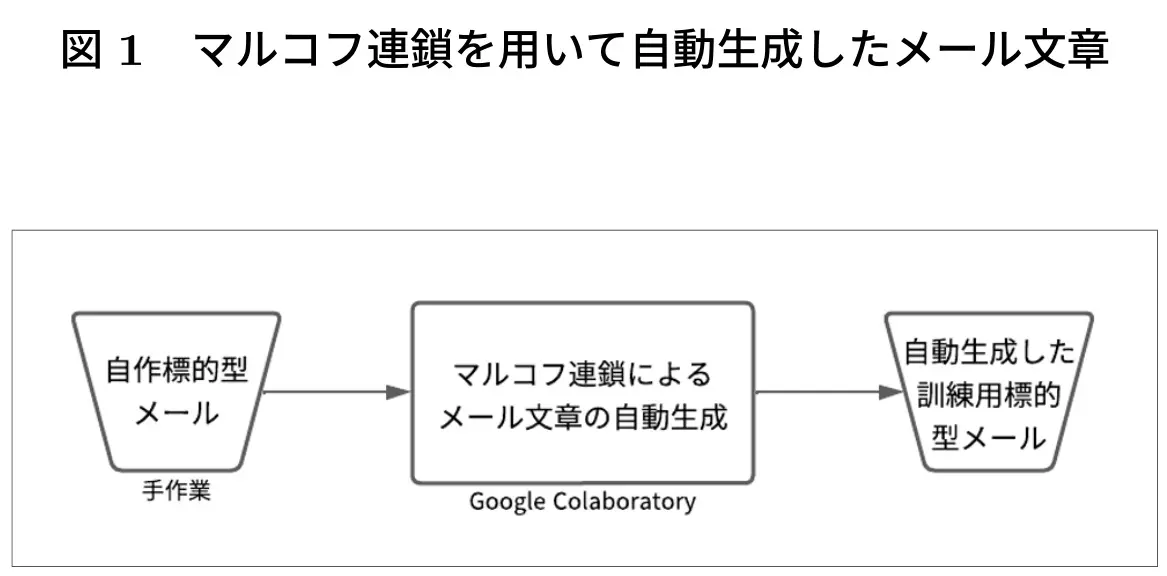 図 1　マルコフ連鎖を用いて自動生成したメール文章
自作標的型
メール
手作業
マルコフ連鎖による
メール文章の自動生成
Google Colaboratory
自動生成した
訓練用標的
型メール